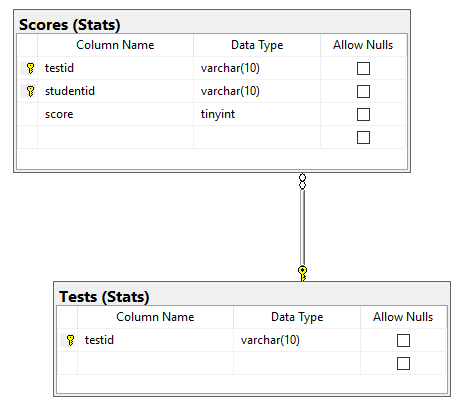 Scores (Stats)
Column Name Data Type Allow Nulls
testid varchar(10)
studentid varchar(10)
score tinyint
Tests (Stats)
Column Name Data Type Allow Nulls
testid varchar(10)